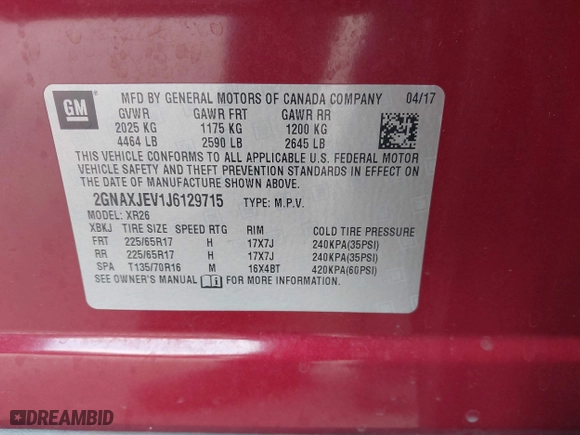 GM
MFD BY GENERAL MOTORS OF CANADA COMPANY 04/17
GVWR GAWR FRT GAWR RR
2025 KG 1175 KG 1200 KG
4464 LB 2590 LB 2645 LB
THIS VEHICLE CONFORMS TO ALL APPLICABLE U.S. FEDERAL MOTOR
VEHICLE SAFETY AND THEFT PREVENTION STANDARDS IN EFFECT ON
THE DATE OF MANUFACTURE SHOWN ABOVE.
2GNAXJEV1J6129715 TYPE: M.P.V.
MODEL: XR26
XBKJ TIRE SIZE SPEED RTG RIM COLD TIRE PRESSURE
FRT 225/65R17 H 17X7J 240KPA(35PSI)
RR 225/65R17 H 17X7J 240KPA(35PSI)
SPA T135/70R16 M 16X4BT 420KPA(60PSI)
SEE OWNER'S MANUAL FOR MORE INFORMATION
DREAMBID